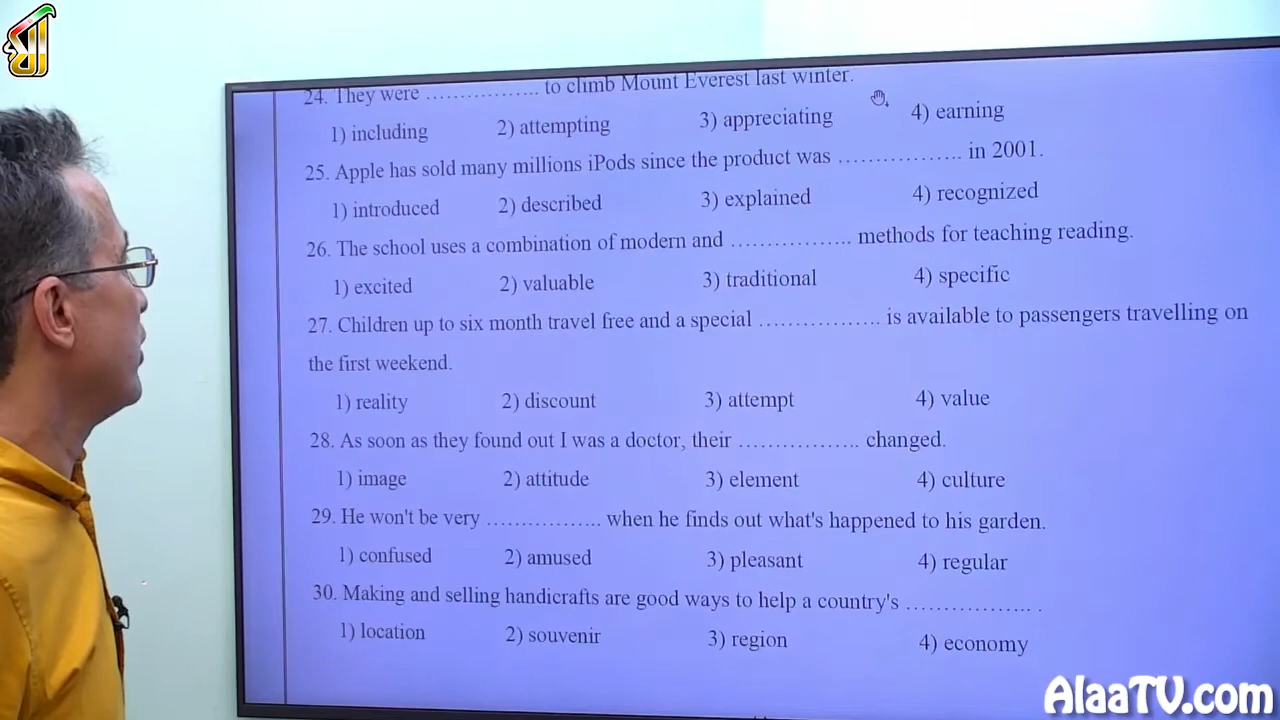 24. They were ................. to climb Mount Everest last winter.
1) including 2) attempting 3) appreciating 4) earning
25. Apple has sold many millions iPods since the product was ................. in 2001.
1) introduced 2) described 3) explained 4) recognized
26. The school uses a combination of modern and ................. methods for teaching reading.
1) excited 2) valuable 3) traditional 4) specific
27. Children up to six month travel free and a special ................. is available to passengers travelling on
the first weekend.
1) reality 2) discount 3) attempt 4) value
28. As soon as they found out I was a doctor, their ................. changed.
1) image 2) attitude 3) element 4) culture
29. He won't be very ................. when he finds out what's happened to his garden.
1) confused 2) amused 3) pleasant 4) regular
30. Making and selling handicrafts are good ways to help a country's ................. .
1) location 2) souvenir 3) region 4) economy
AlaaTV.com